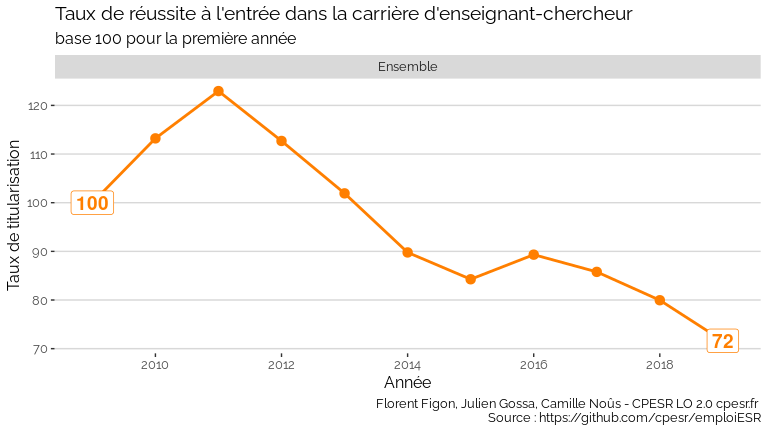 Taux de réussite à l'entrée dans la carrière d'enseignant-chercheur
base 100 pour la première année
Ensemble
Taux de titularisation
120
110
100
90
80
70
100
72
2010
2012
2014
2016
2018
Année
Florent Figon, Julien Gossa, Camille Noûs - CPESR LO 2.0 cpesr.fr
Source : https://github.com/cpesr/emploiESR